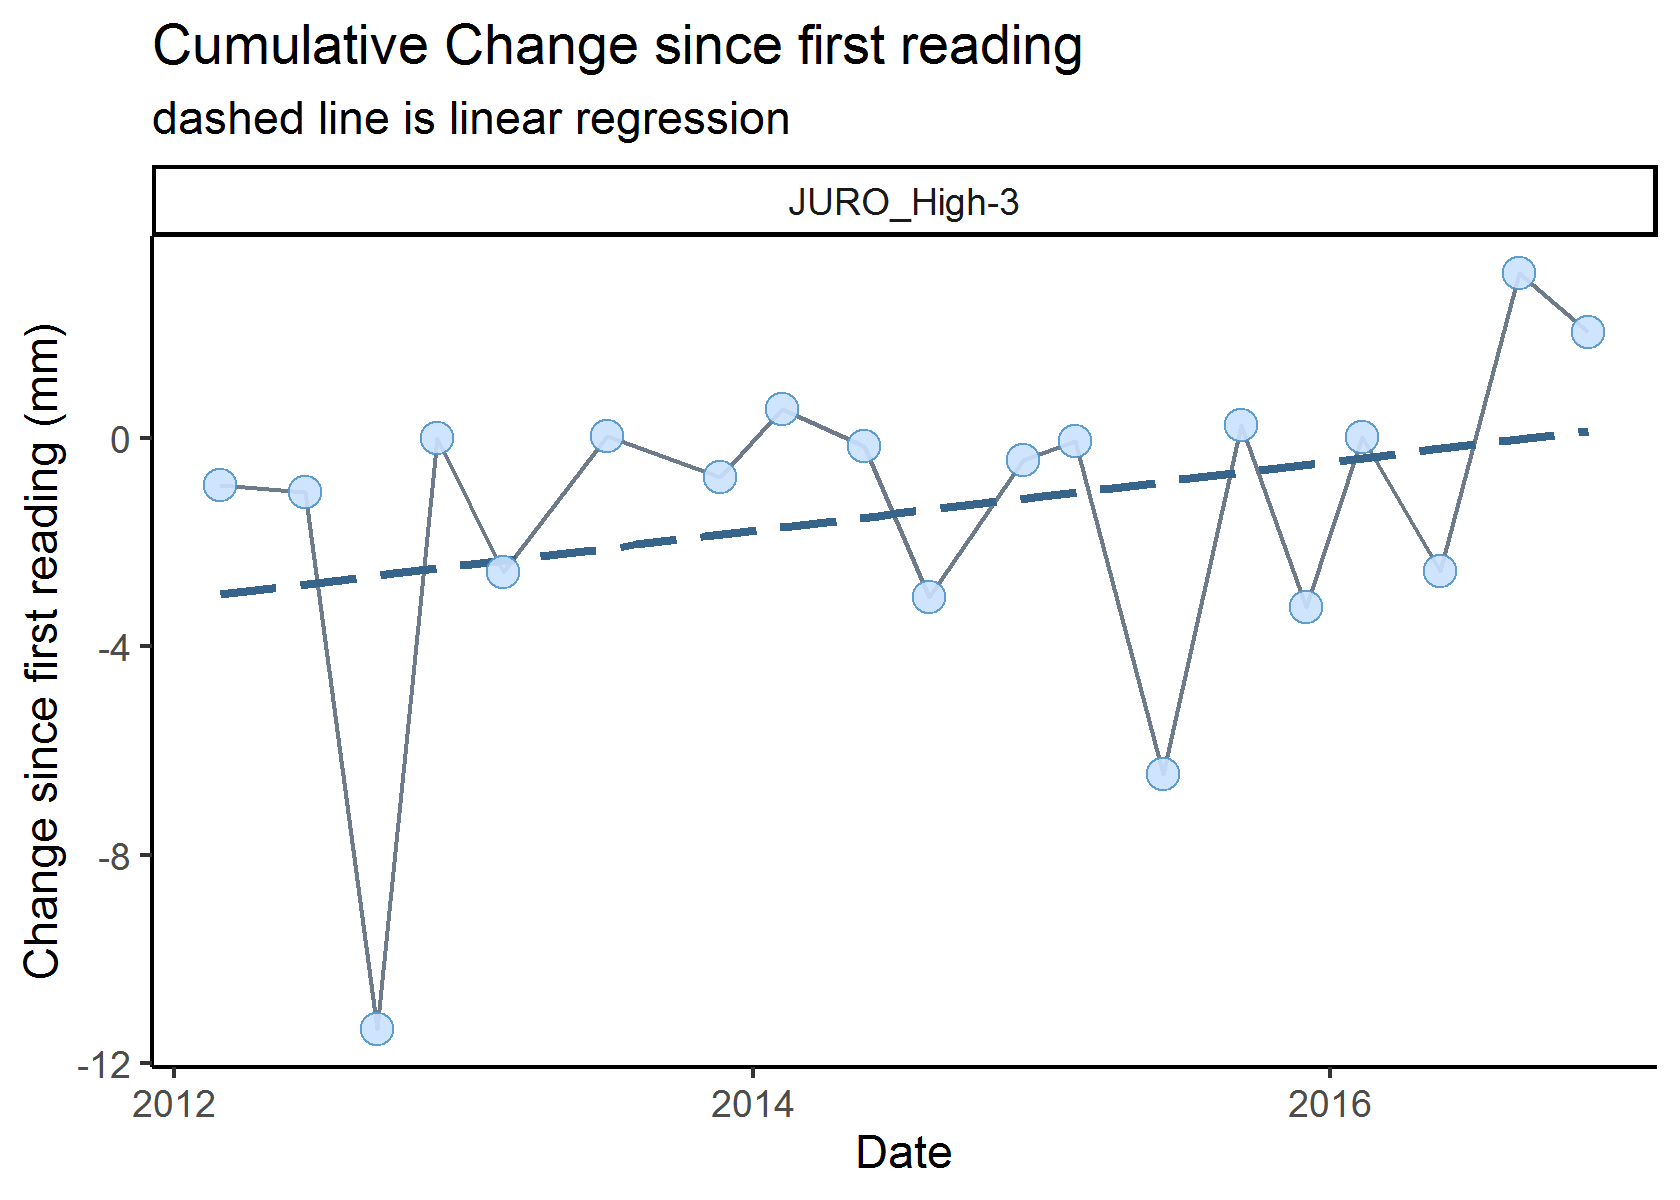 Cumulative Change since first reading
dashed line is linear regression
JURO_High-3
Change since first reading (mm)
0
-4
-8
-12
2012
2014
2016
Date